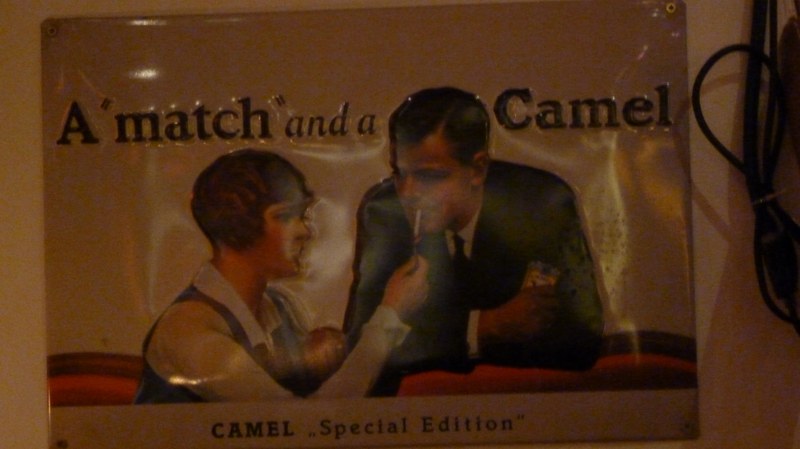 A "match" and a Camel
CAMEL „Special Edition“